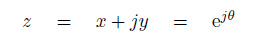 z = x + jy = e^{jθ}